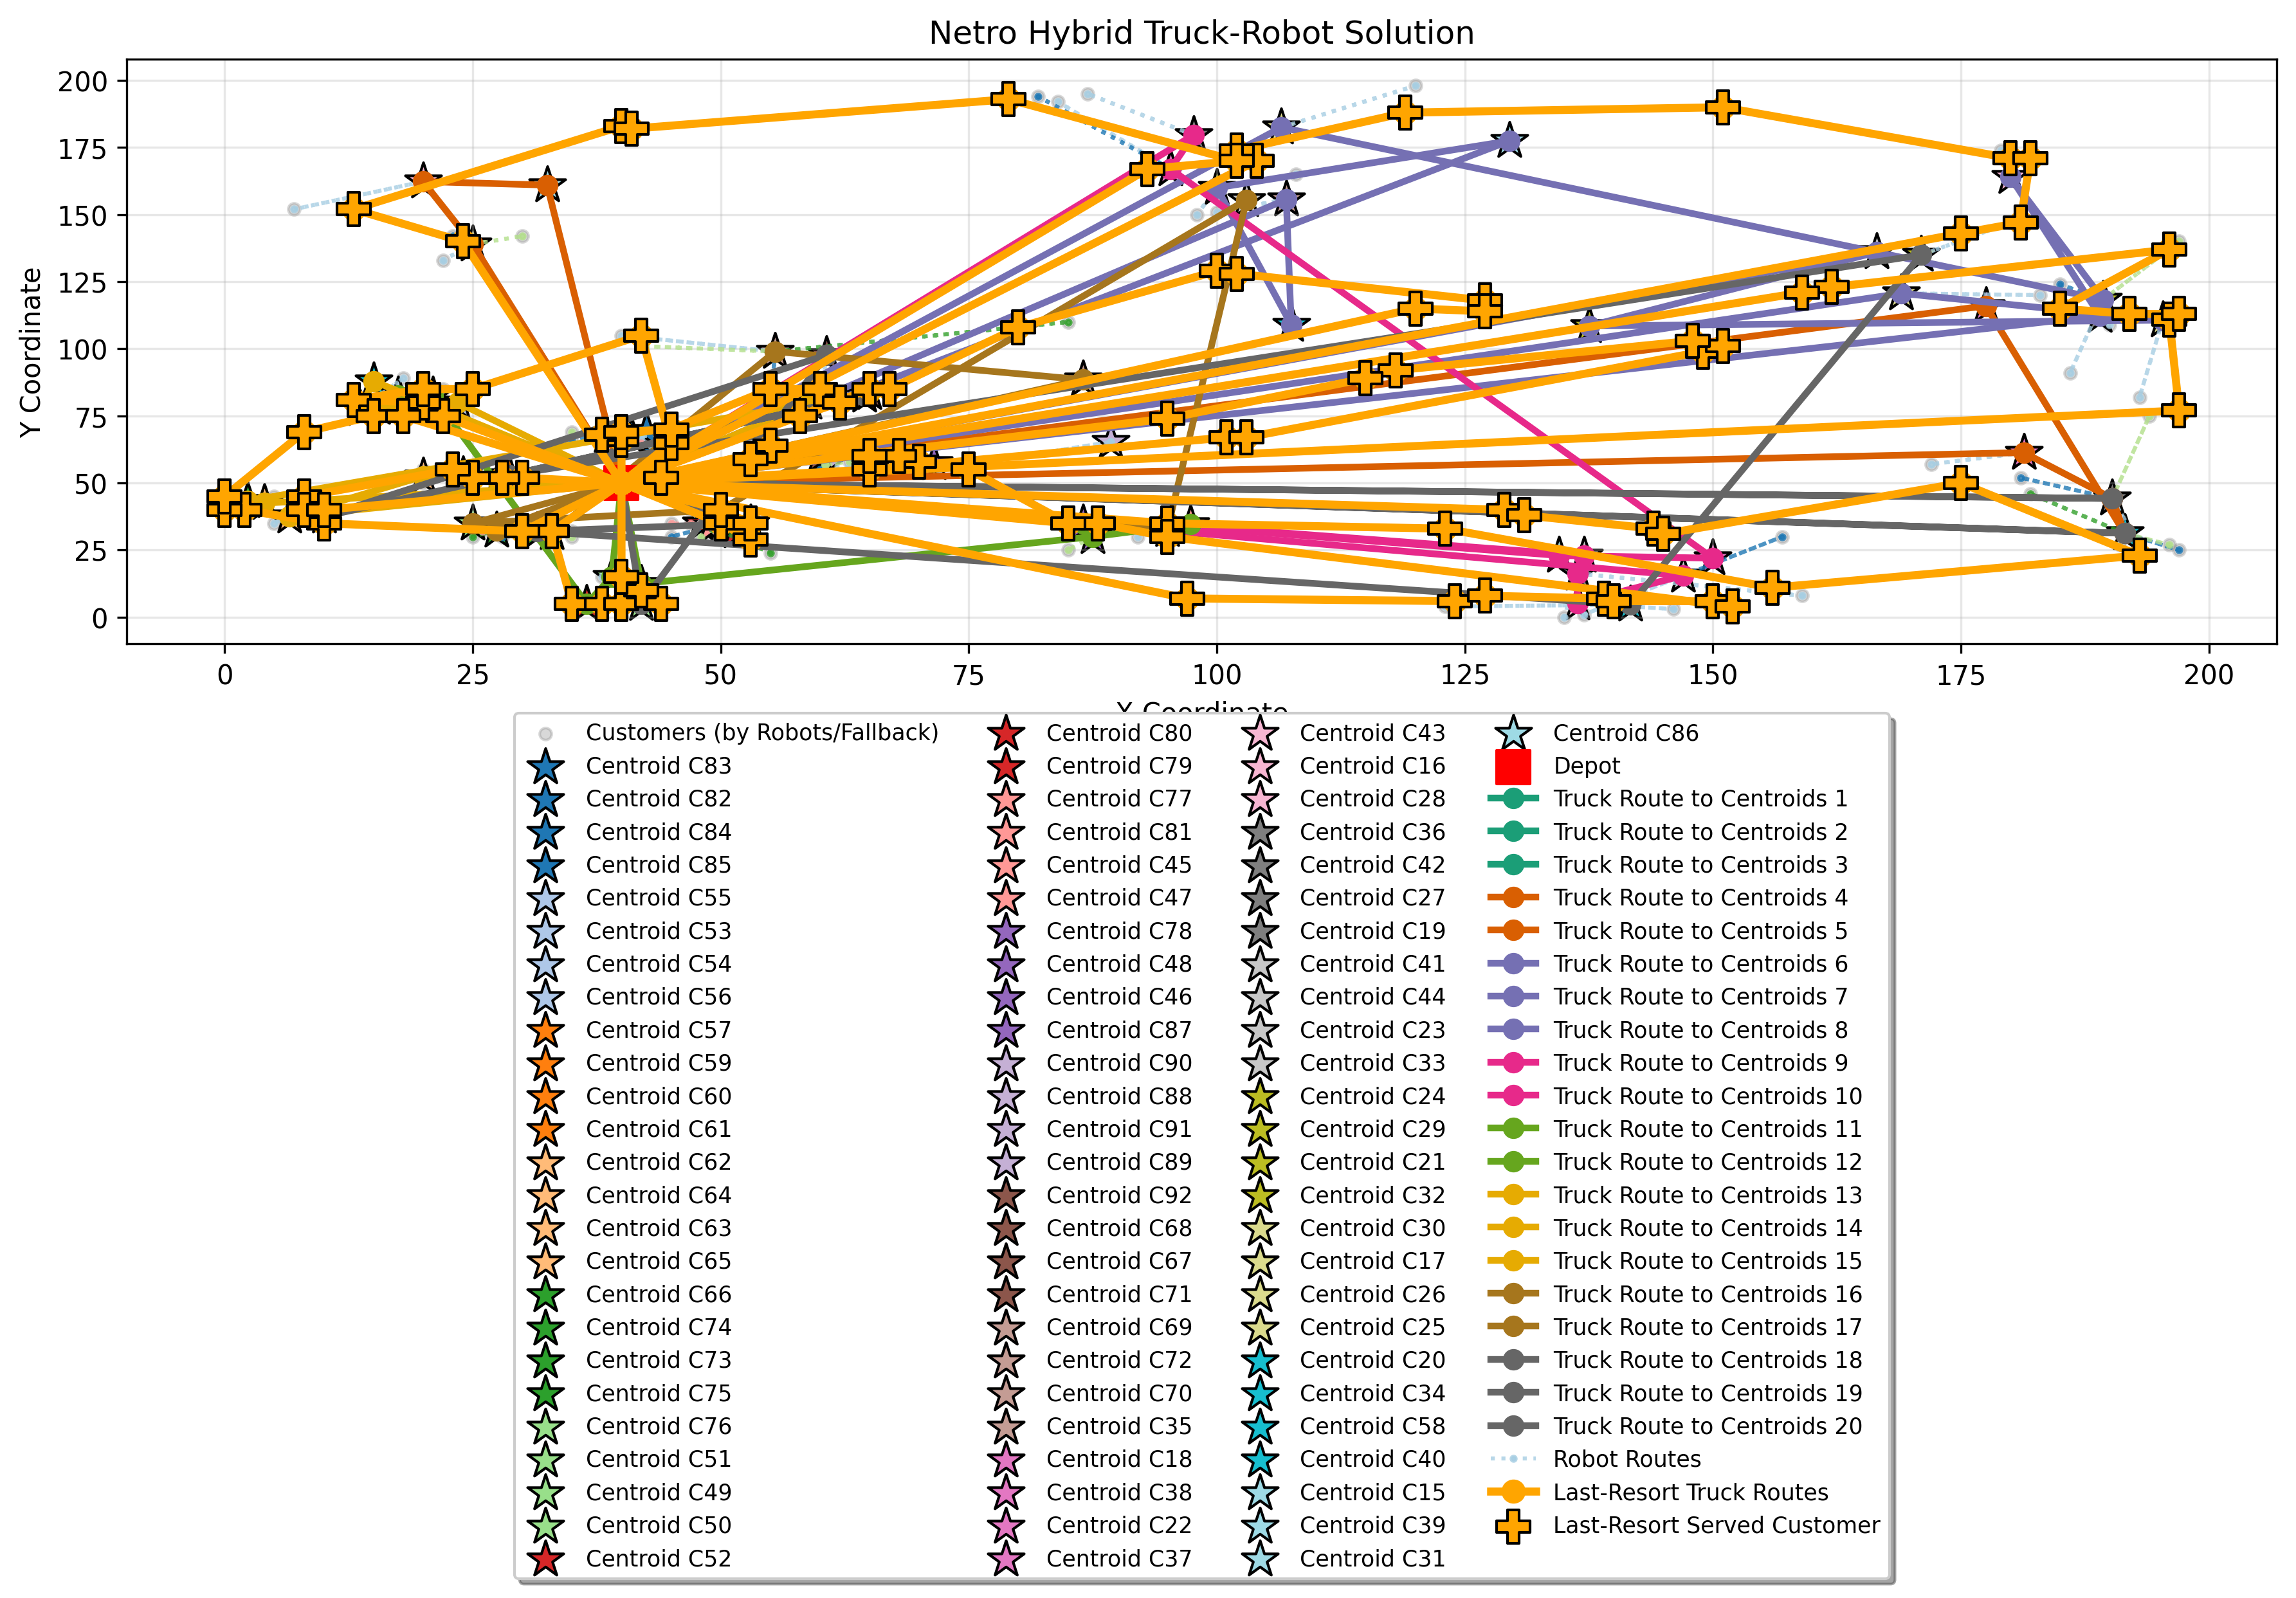 Netro Hybrid Truck-Robot Solution
Y Coordinate
200
175
150
125
100
75
50
25
0
0
25
50
75
100
125
150
175
200
X Coordinate
Customers (by Robots/Fallback)
Centroid C83
Centroid C82
Centroid C84
Centroid C85
Centroid C55
Centroid C53
Centroid C54
Centroid C56
Centroid C57
Centroid C59
Centroid C60
Centroid C61
Centroid C62
Centroid C64
Centroid C63
Centroid C65
Centroid C66
Centroid C74
Centroid C73
Centroid C75
Centroid C76
Centroid C51
Centroid C49
Centroid C50
Centroid C52
Centroid C80
Centroid C79
Centroid C77
Centroid C81
Centroid C45
Centroid C47
Centroid C78
Centroid C48
Centroid C46
Centroid C87
Centroid C90
Centroid C88
Centroid C91
Centroid C89
Centroid C92
Centroid C68
Centroid C67
Centroid C71
Centroid C69
Centroid C72
Centroid C70
Centroid C35
Centroid C18
Centroid C38
Centroid C22
Centroid C37
Centroid C43
Centroid C16
Centroid C28
Centroid C36
Centroid C42
Centroid C27
Centroid C19
Centroid C41
Centroid C44
Centroid C23
Centroid C33
Centroid C24
Centroid C29
Centroid C21
Centroid C32
Centroid C30
Centroid C17
Centroid C26
Centroid C25
Centroid C20
Centroid C34
Centroid C58
Centroid C40
Centroid C15
Centroid C39
Centroid C31
Centroid C86
Depot
Truck Route to Centroids 1
Truck Route to Centroids 2
Truck Route to Centroids 3
Truck Route to Centroids 4
Truck Route to Centroids 5
Truck Route to Centroids 6
Truck Route to Centroids 7
Truck Route to Centroids 8
Truck Route to Centroids 9
Truck Route to Centroids 10
Truck Route to Centroids 11
Truck Route to Centroids 12
Truck Route to Centroids 13
Truck Route to Centroids 14
Truck Route to Centroids 15
Truck Route to Centroids 16
Truck Route to Centroids 17
Truck Route to Centroids 18
Truck Route to Centroids 19
Truck Route to Centroids 20
Robot Routes
Last-Resort Truck Routes
Last-Resort Served Customer